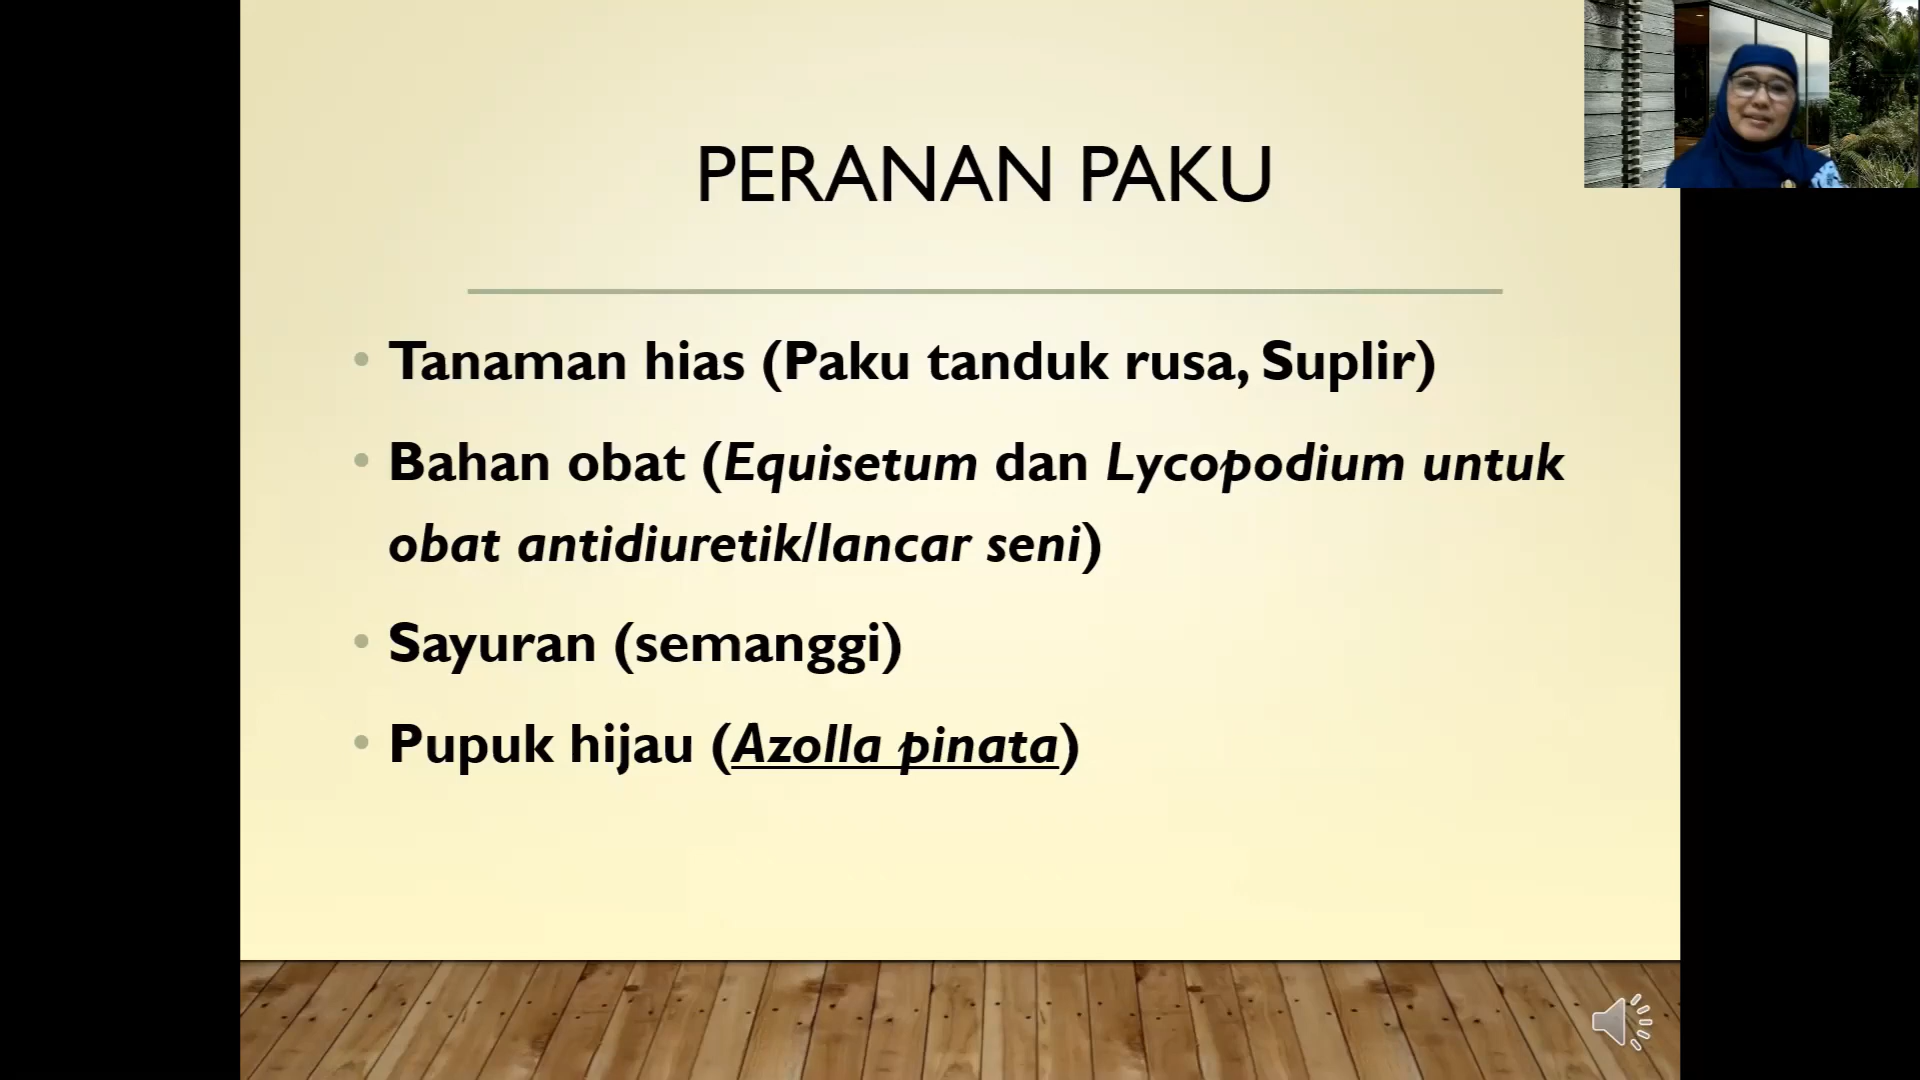 PERANAN PAKU
• Tanaman hias (Paku tanduk rusa, Suplir)
• Bahan obat (Equisetum dan Lycopodium untuk
obat antidiuretik/lancar seni)
• Sayuran (semanggi)
• Pupuk hijau (Azolla pinata)